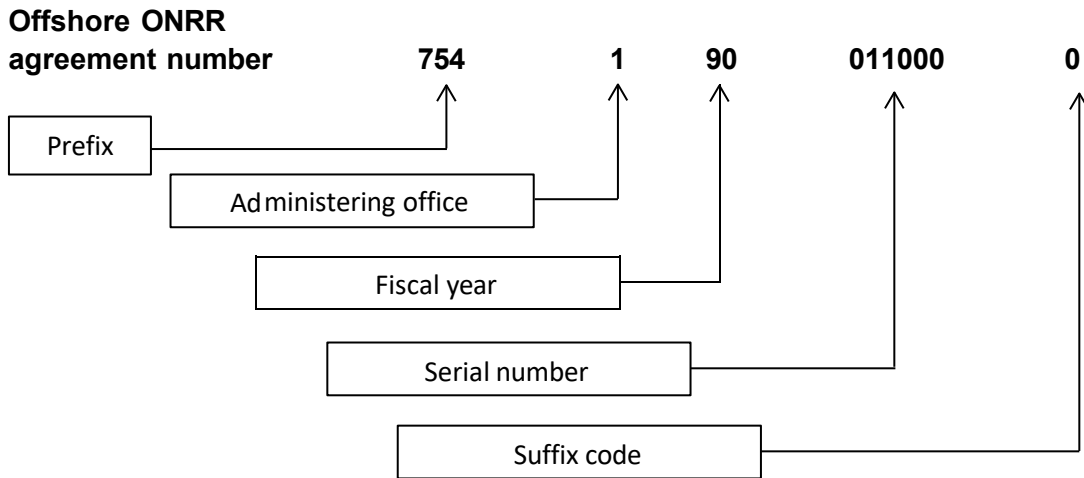 Offshore ONRR
agreement number 754 1 90 011000 0
Prefix
Administering office
Fiscal year
Serial number
Suffix code